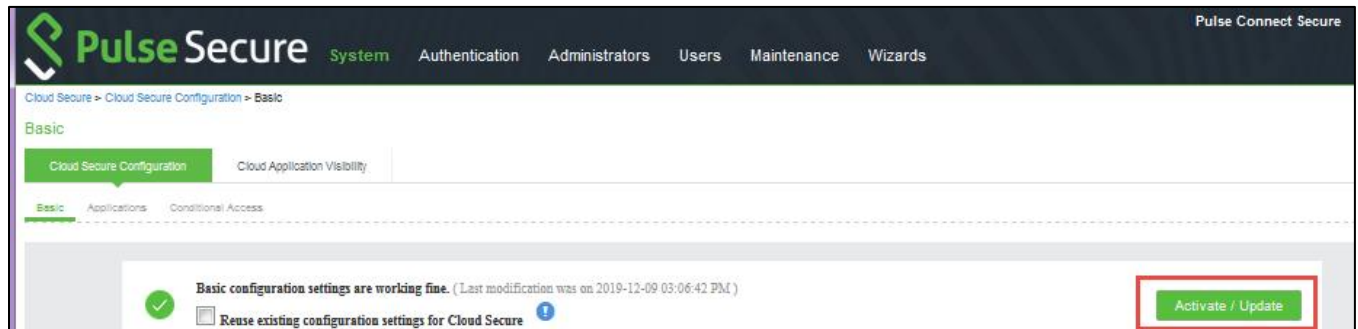 Pulse Connect Secure
Pulse Secure System Authentication Administrators Users Maintenance Wizards
Cloud Secure > Cloud Secure Configuration > Basic
Basic
Cloud Secure Configuration Cloud Application Visibility
Basic Applications Conditional Access
Basic configuration settings are working fine. ( Last modification was on 2019-12-09 03:06:42 PM )
Activate / Update
Reuse existing configuration settings for Cloud Secure !